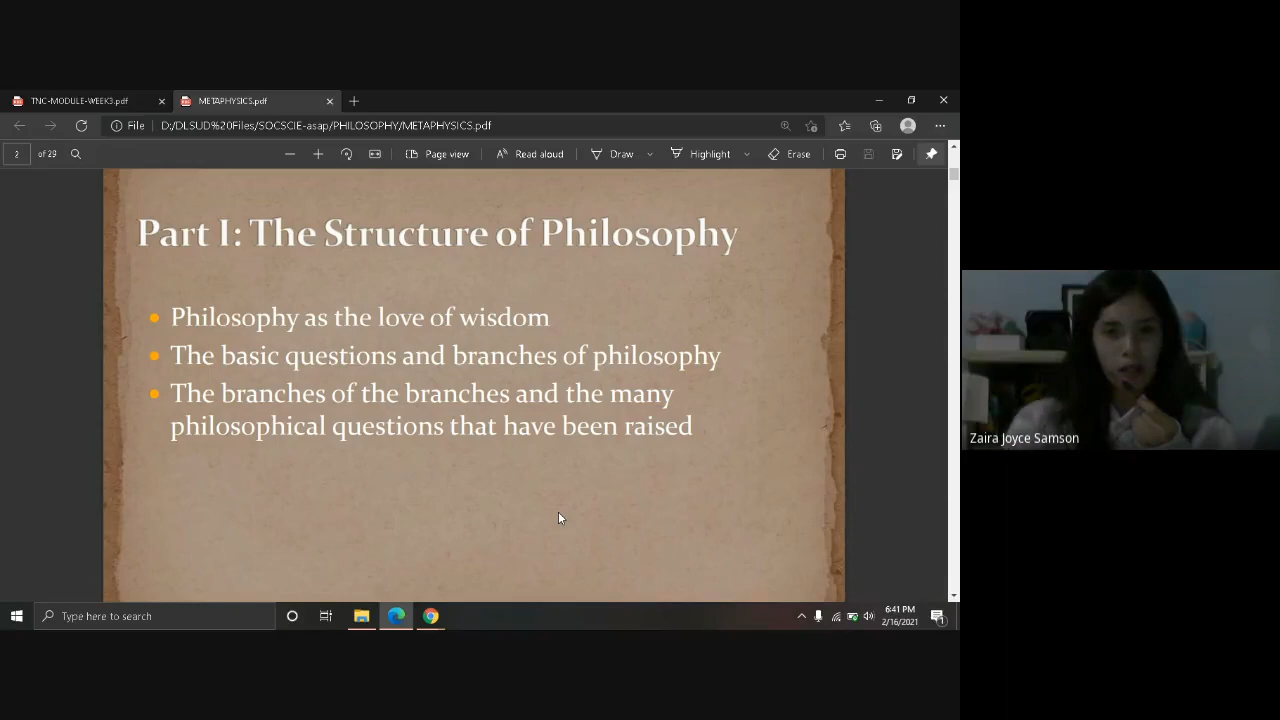 TNC-MODULE-WEEK3.pdf
METAPHYSICS.pdf
File
D:/DLSUD%20Files/SOCSCIE-asap/PHILOSOPHY/METAPHYSICS.pdf
2 of 29
Page view
Read aloud
Draw
Highlight
Erase
Part I: The Structure of Philosophy
Philosophy as the love of wisdom
The basic questions and branches of philosophy
The branches of the branches and the many
philosophical questions that have been raised
Zaira Joyce Samson
Type here to search
6:41 PM
2/16/2021
1